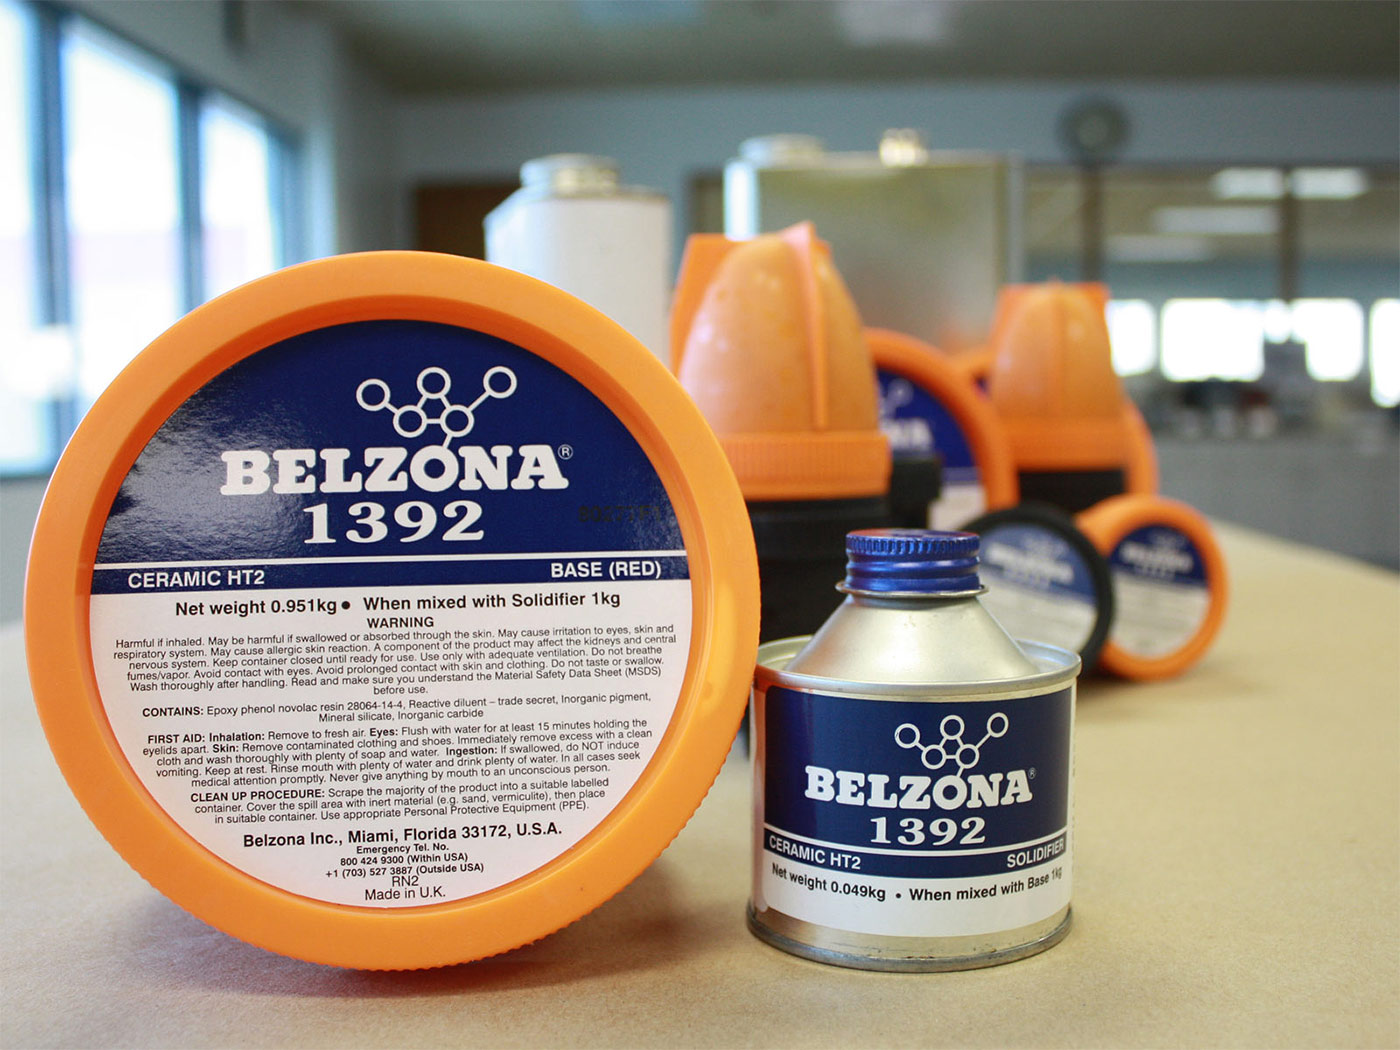 BELZONA®
1392
CERAMIC HT2 BASE (RED)
Net weight 0.951kg ● When mixed with Solidifier 1kg
WARNING
Harmful if inhaled. May be harmful if swallowed or absorbed through the skin. May cause irritation to eyes, skin and
respiratory system. May cause allergic skin reaction. A component of the product may affect the kidneys and central
nervous system. Keep container closed until ready for use. Use only with adequate ventilation. Do not breathe
fumes/vapor. Avoid contact with eyes. Avoid prolonged contact with skin and clothing. Do not taste or swallow.
Wash thoroughly after handling. Read and make sure you understand the Material Safety Data Sheet (MSDS)
before use.
CONTAINS: Epoxy phenol novolac resin 28064-14-4, Reactive diluent – trade secret, Inorganic pigment,
Mineral silicate, Inorganic carbide
FIRST AID: Inhalation: Remove to fresh air. Eyes: Flush with water for at least 15 minutes holding the
eyelids apart. Skin: Remove contaminated clothing and shoes. Immediately remove excess with a clean
cloth and wash thoroughly with plenty of soap and water. Ingestion: If swallowed, do NOT induce
vomiting. Keep at rest. Rinse mouth with plenty of water and drink plenty of water. In all cases seek
medical attention promptly. Never give anything by mouth to an unconscious person.
CLEAN UP PROCEDURE: Scrape the majority of the product into a suitable labelled
container. Cover the spill area with inert material (e.g. sand, vermiculite), then place
in suitable container. Use appropriate Personal Protective Equipment (PPE).
Belzona Inc., Miami, Florida 33172, U.S.A.
Emergency Tel. No.
800 424 9300 (Within USA)
+1 (703) 527 3887 (Outside USA)
RN2
Made in U.K.
BELZONA®
1392
CERAMIC HT2 SOLIDIFIER
Net weight 0.049kg • When mixed with Base 1kg